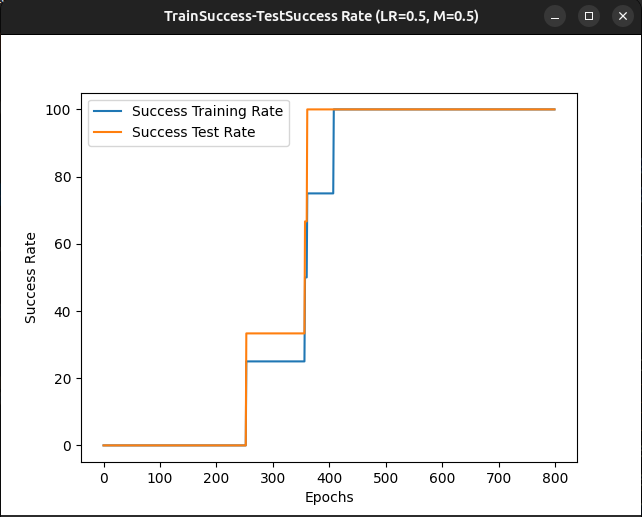 TrainSuccess-TestSuccess Rate (LR=0.5, M=0.5)
Success Training Rate
Success Test Rate
100
80
60
40
20
0
Success Rate
0 100 200 300 400 500 600 700 800
Epochs